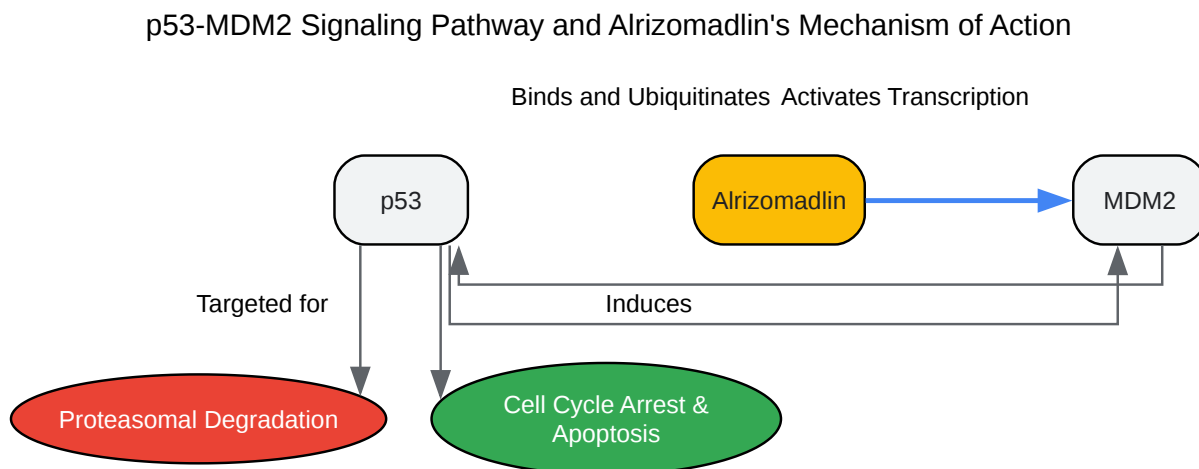 p53-MDM2 Signaling Pathway and Alrizomadlin's Mechanism of Action
Binds and Ubiquitinates Activates Transcription
p53
Alrizomadlin
MDM2
Targeted for
Induces
Proteasomal Degradation
Cell Cycle Arrest &
Apoptosis